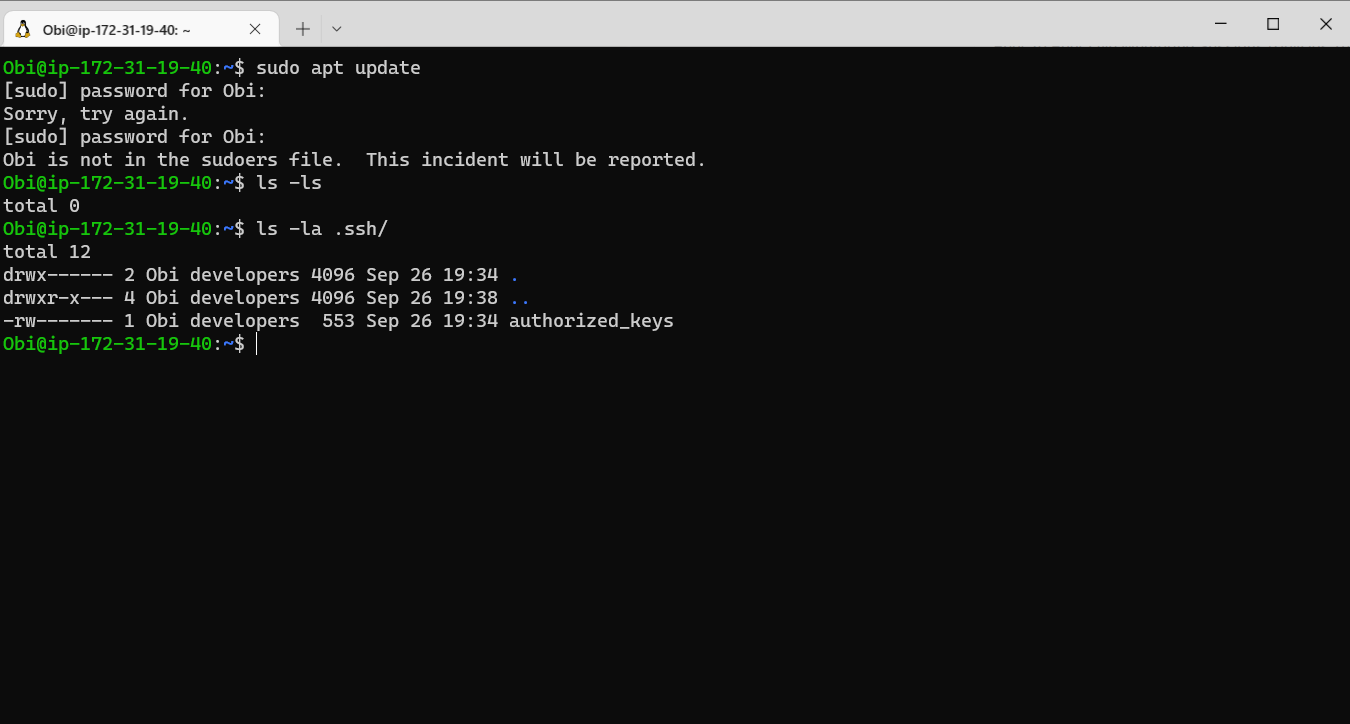 Obi@ip-172-31-19-40: ~
Obi@ip-172-31-19-40:~$ sudo apt update
[sudo] password for Obi:
Sorry, try again.
[sudo] password for Obi:
Obi is not in the sudoers file.  This incident will be reported.
Obi@ip-172-31-19-40:~$ ls -ls
total 0
Obi@ip-172-31-19-40:~$ ls -la .ssh/
total 12
drwx------ 2 Obi developers 4096 Sep 26 19:34 .
drwxr-x--- 4 Obi developers 4096 Sep 26 19:38 ..
-rw------- 1 Obi developers  553 Sep 26 19:34 authorized_keys
Obi@ip-172-31-19-40:~$